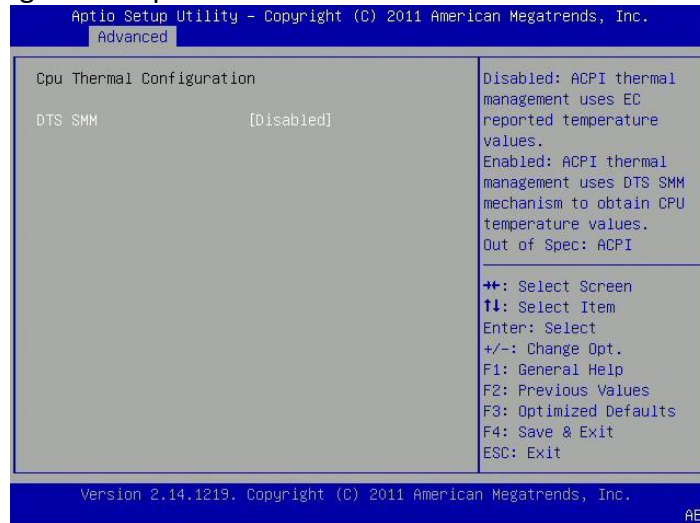 Aptio Setup Utility – Copyright (C) 2011 American Megatrends, Inc.
Advanced
Cpu Thermal Configuration
DTS SMM [Disabled]
Disabled: ACPI thermal
management uses EC
reported temperature
values.
Enabled: ACPI thermal
management uses DTS SMM
mechanism to obtain CPU
temperature values.
Out of Spec: ACPI
→←: Select Screen
↑↓: Select Item
Enter: Select
+/-: Change Opt.
F1: General Help
F2: Previous Values
F3: Optimized Defaults
F4: Save & Exit
ESC: Exit
Version 2.14.1219. Copyright (C) 2011 American Megatrends, Inc.
AE